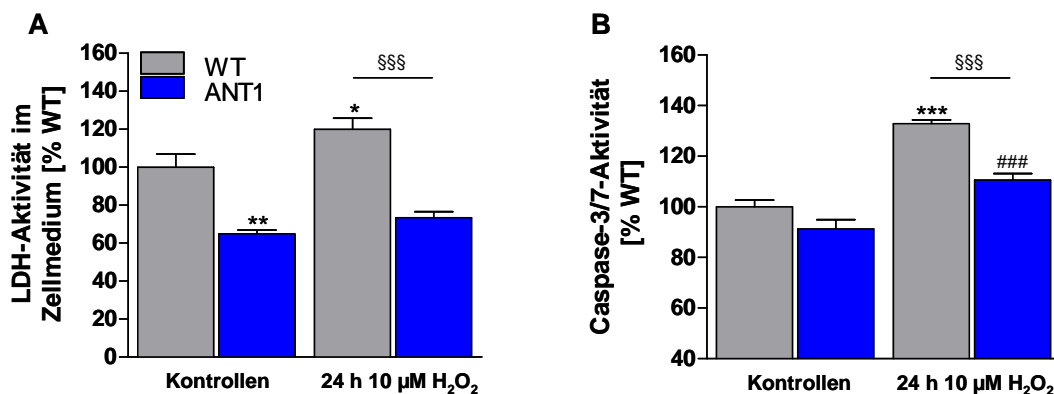 A
LDH-Aktivität im
Zellmedium [% WT]
160
140
120
100
80
60
40
20
0
WT
ANT1
**
*
§§§
Kontrollen
24 h 10 µM H₂O₂
B
Caspase-3/7-Aktivität
[% WT]
160
140
120
100
80
60
40
§§§
***
###
Kontrollen
24 h 10 µM H₂O₂